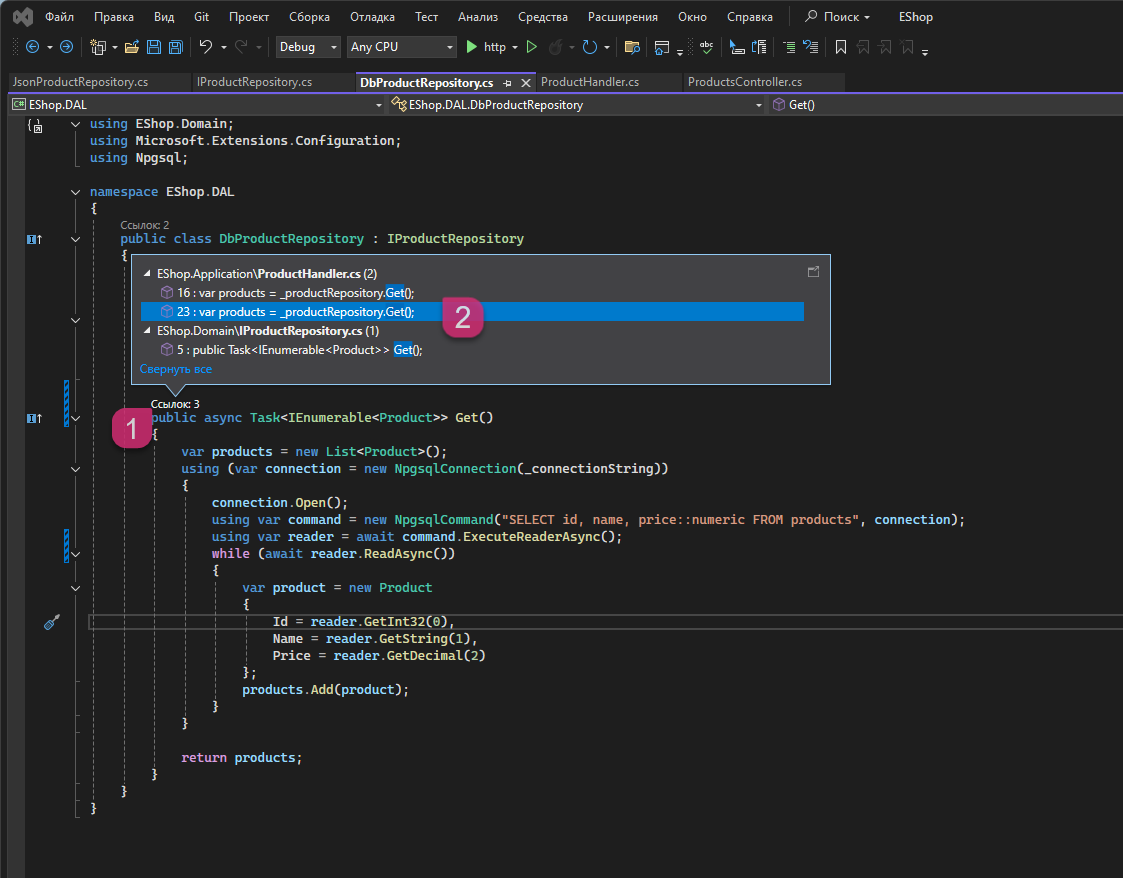 Файл Правка Вид Git Проект Сборка Отладка Тест Анализ Средства Расширения Окно Справка Поиск EShop
Debug Any CPU http abc
JsonProductRepository.cs IProductRepository.cs DbProductRepository.cs ProductHandler.cs ProductsController.cs
C# EShop.DAL EShop.DAL.DbProductRepository Get()
using EShop.Domain;
using Microsoft.Extensions.Configuration;
using Npgsql;
namespace EShop.DAL
{
Ссылок: 2
public class DbProductRepository : IProductRepository
{
EShop.Application\ProductHandler.cs (2)
16 : var products = _productRepository.Get();
23 : var products = _productRepository.Get();
2
EShop.Domain\IProductRepository.cs (1)
5 : public Task<IEnumerable<Product>> Get();
Свернуть все
Ссылок: 3
1
public async Task<IEnumerable<Product>> Get()
{
var products = new List<Product>();
using (var connection = new NpgsqlConnection(_connectionString))
{
connection.Open();
using var command = new NpgsqlCommand("SELECT id, name, price::numeric FROM products", connection);
using var reader = await command.ExecuteReaderAsync();
while (await reader.ReadAsync())
{
var product = new Product
{
Id = reader.GetInt32(0),
Name = reader.GetString(1),
Price = reader.GetDecimal(2)
};
products.Add(product);
}
}
return products;
}
}
}